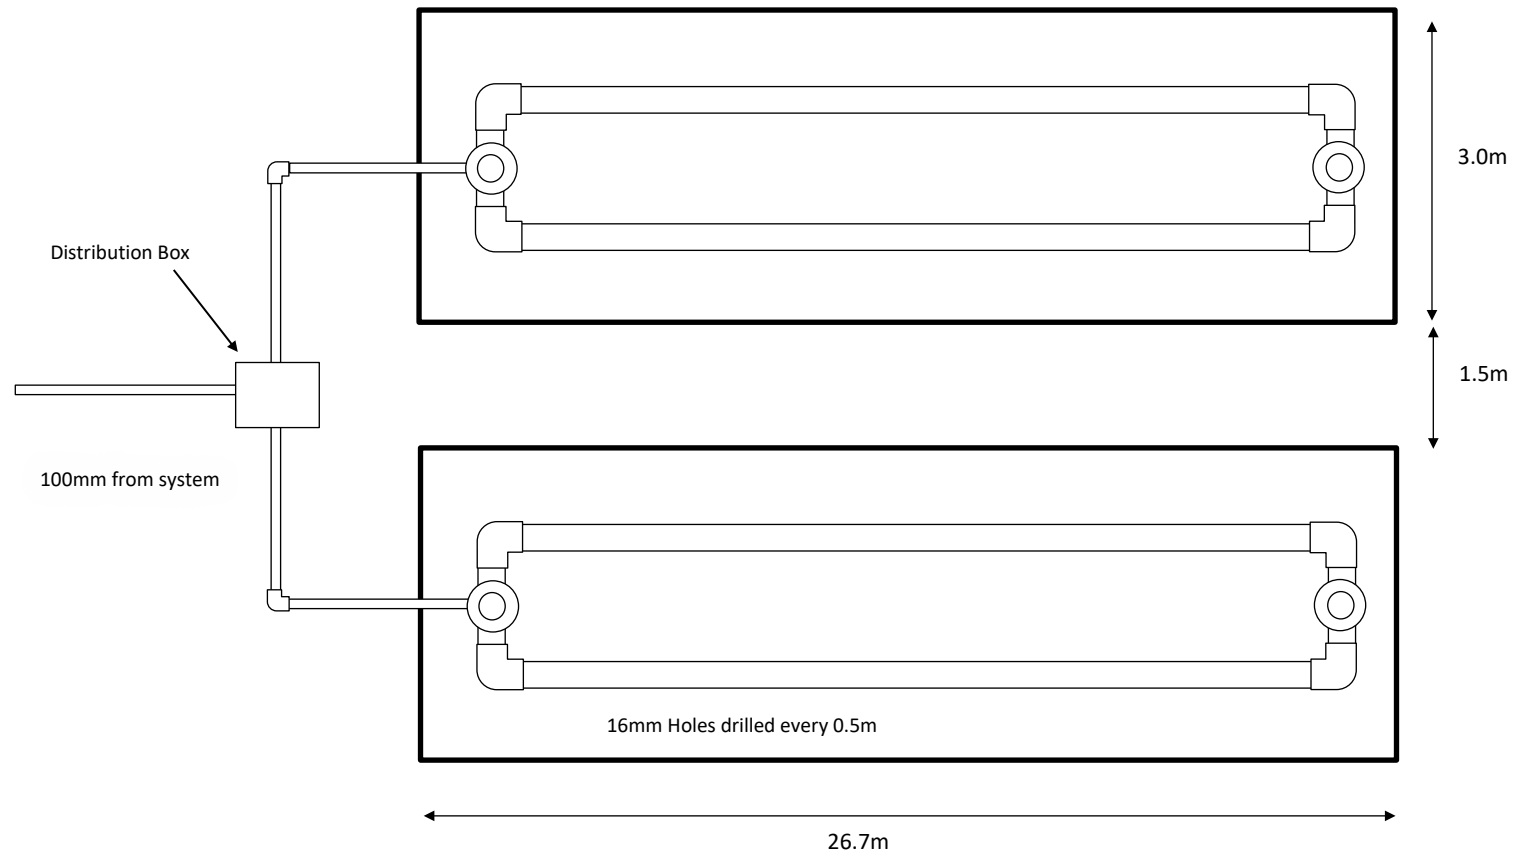 3.0m
Distribution Box
1.5m
100mm from system
16mm Holes drilled every 0.5m
26.7m